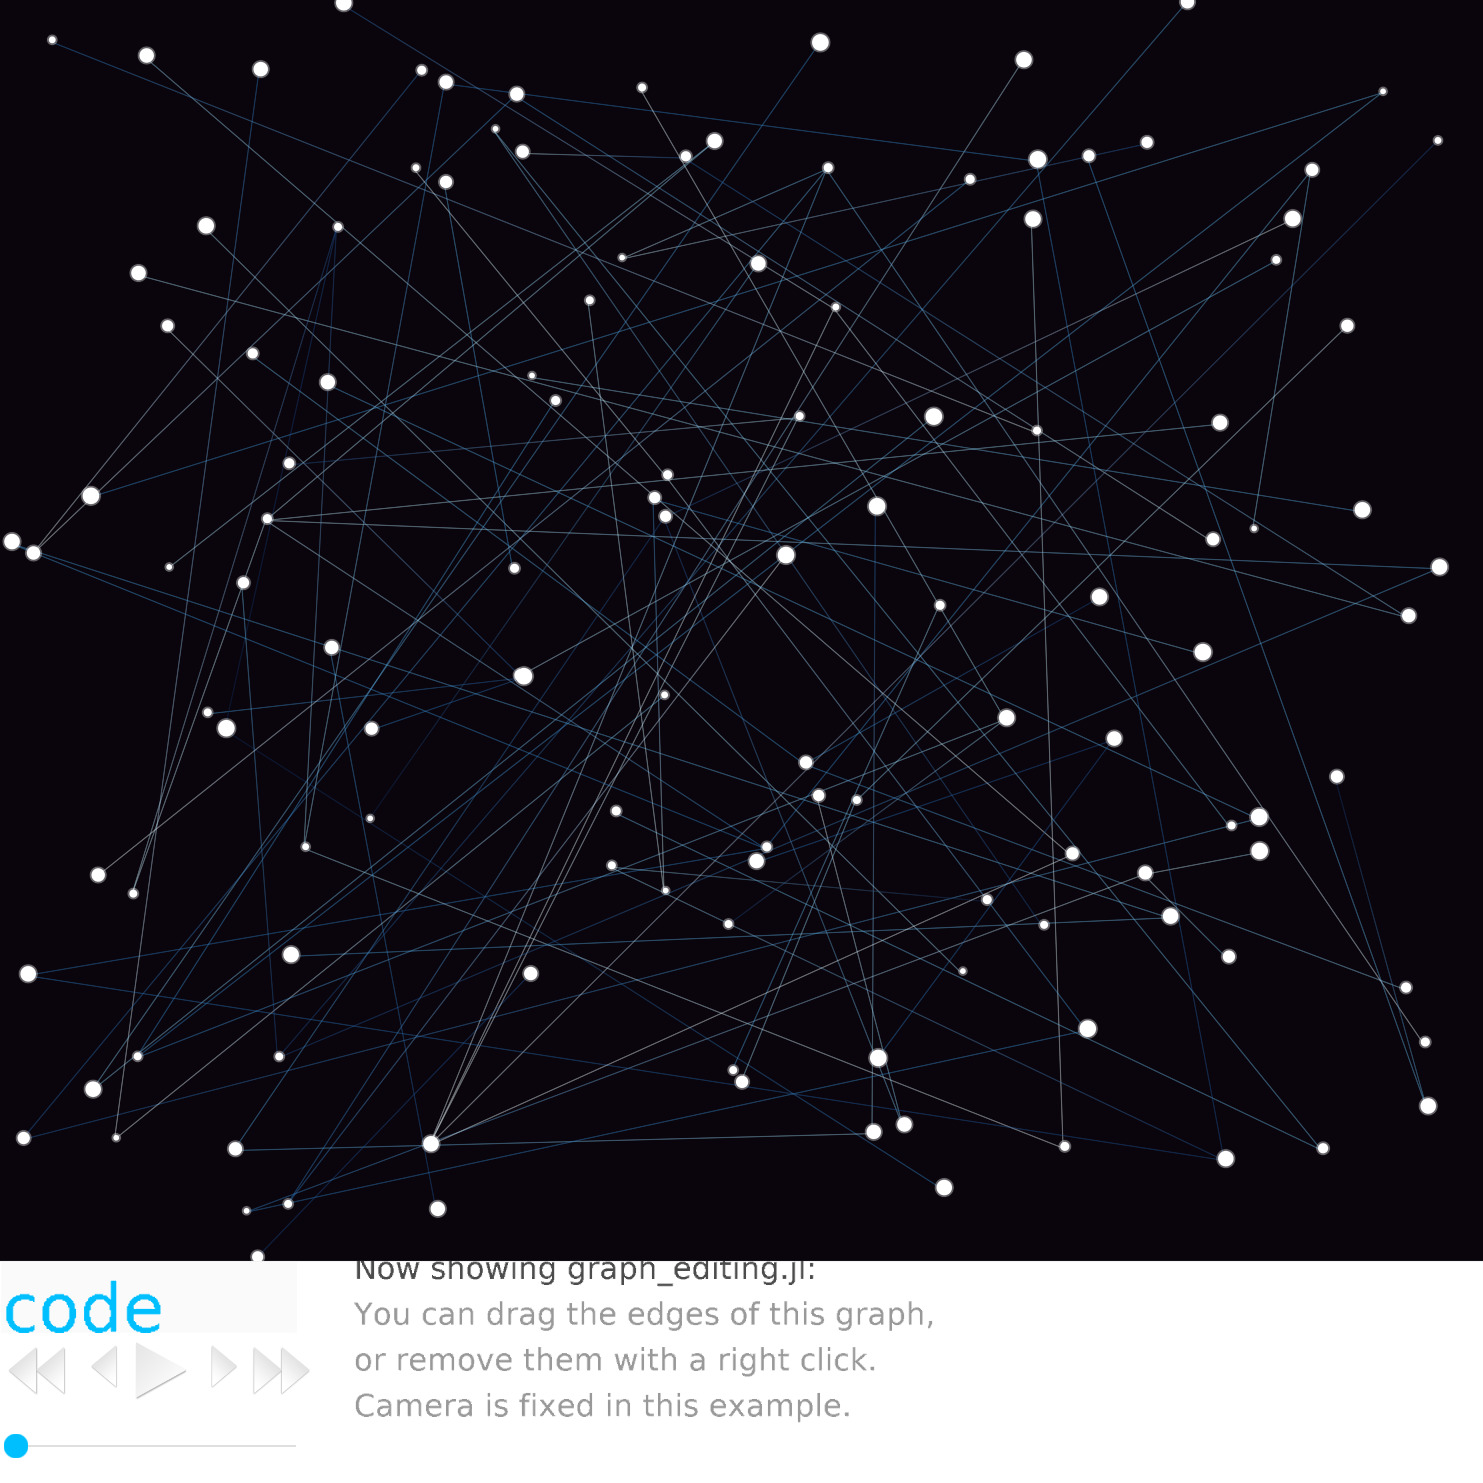 Now showing graph_editing.jl:
code
You can drag the edges of this graph,
or remove them with a right click.
Camera is fixed in this example.